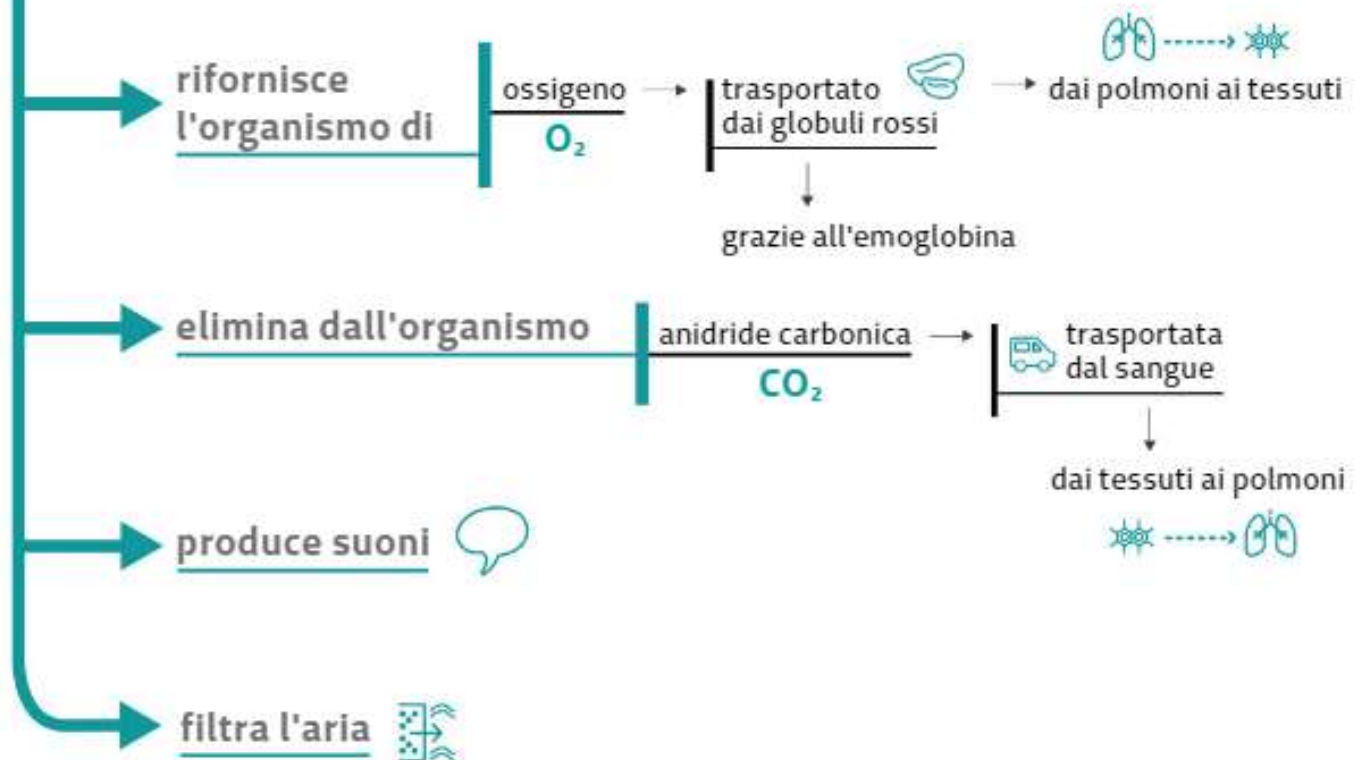 rifornisce
l'organismo di
ossigeno
O₂
trasportato
dai globuli rossi
dai polmoni ai tessuti
grazie all'emoglobina
elimina dall'organismo
anidride carbonica
CO₂
trasportata
dal sangue
dai tessuti ai polmoni
produce suoni
filtra l'aria